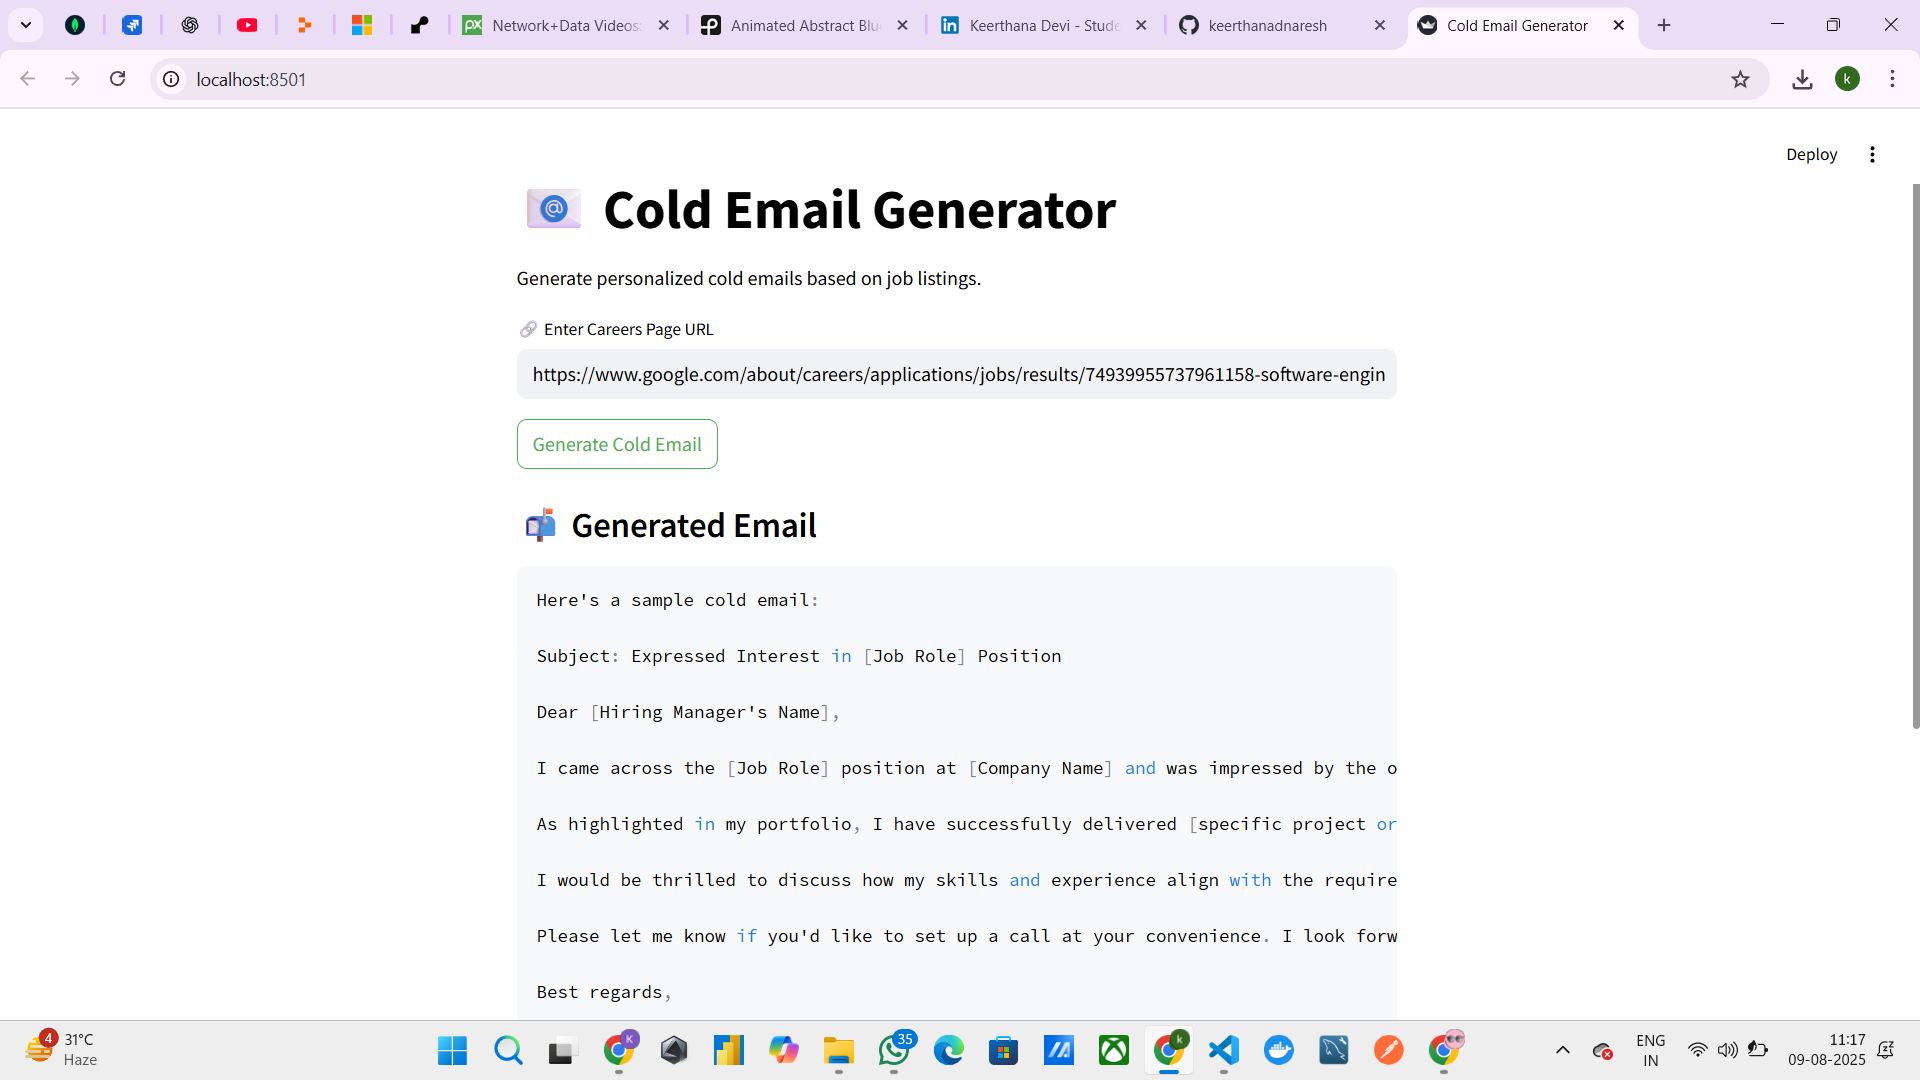 Network+Data Videos:
Animated Abstract Blu
Keerthana Devi - Stude
keerthanadnaresh
Cold Email Generator
localhost:8501
k
Deploy
Cold Email Generator
Generate personalized cold emails based on job listings.
Enter Careers Page URL
https://www.google.com/about/careers/applications/jobs/results/74939955737961158-software-engin
Generate Cold Email
Generated Email
Here's a sample cold email:
Subject: Expressed Interest in [Job Role] Position
Dear [Hiring Manager's Name],
I came across the [Job Role] position at [Company Name] and was impressed by the o
As highlighted in my portfolio, I have successfully delivered [specific project or
I would be thrilled to discuss how my skills and experience align with the require
Please let me know if you'd like to set up a call at your convenience. I look forw
Best regards,
4
31°C
Haze
K
35
k
ENG
IN
11:17
09-08-2025